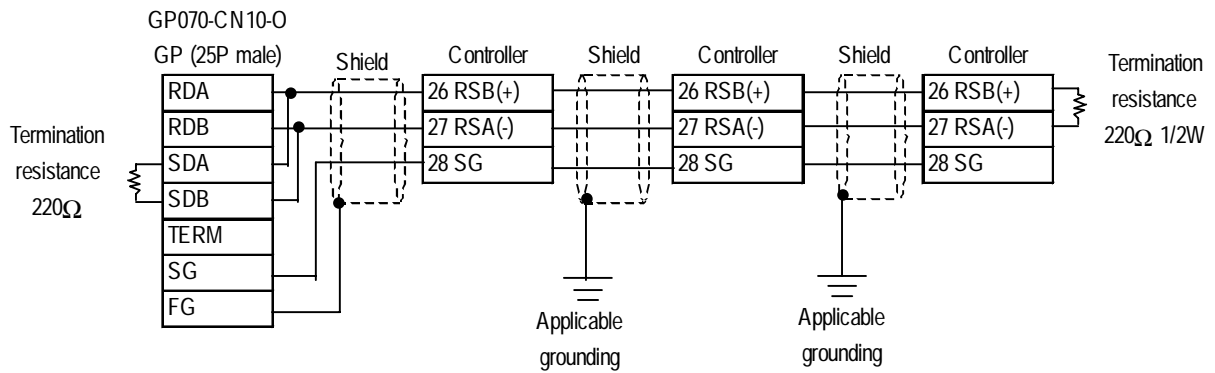 GP070-CN10-O
GP (25P male)
Shield
Controller
Shield
Controller
Shield
Controller
Termination
resistance
220Ω 1/2W
Termination
resistance
220Ω
RDA
RDB
SDA
SDB
TERM
SG
FG
26 RSB(+)
27 RSA(-)
28 SG
26 RSB(+)
27 RSA(-)
28 SG
26 RSB(+)
27 RSA(-)
28 SG
Applicable
grounding
Applicable
grounding